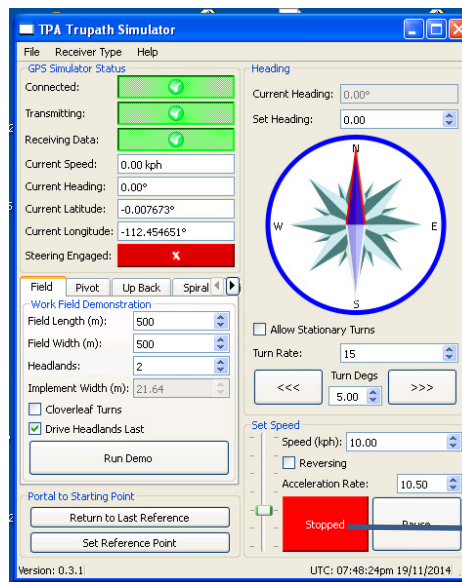 TPA Trupath Simulator
File Receiver Type Help
GPS Simulator Status
Connected:
Transmitting:
Receiving Data:
Current Speed: 0.00 kph
Current Heading: 0.00°
Current Latitude: -0.007673°
Current Longitude: -112.454651°
Steering Engaged: X
Field Pivot Up Back Spiral
Work Field Demonstration
Field Length (m): 500
Field Width (m): 500
Headlands: 2
Implement Width (m): 21.64
Cloverleaf Turns
Drive Headlands Last
Run Demo
Portal to Starting Point
Return to Last Reference
Set Reference Point
Heading
Current Heading: 0.00°
Set Heading: 0.00
N
W E
S
Allow Stationary Turns
Turn Rate: 15
Turn Degs
<<< 5.00 >>>
Set Speed
Speed (kph): 10.00
Reversing
Acceleration Rate: 10.50
Stopped Pause
Version: 0.3.1 UTC: 07:48:24pm 19/11/2014